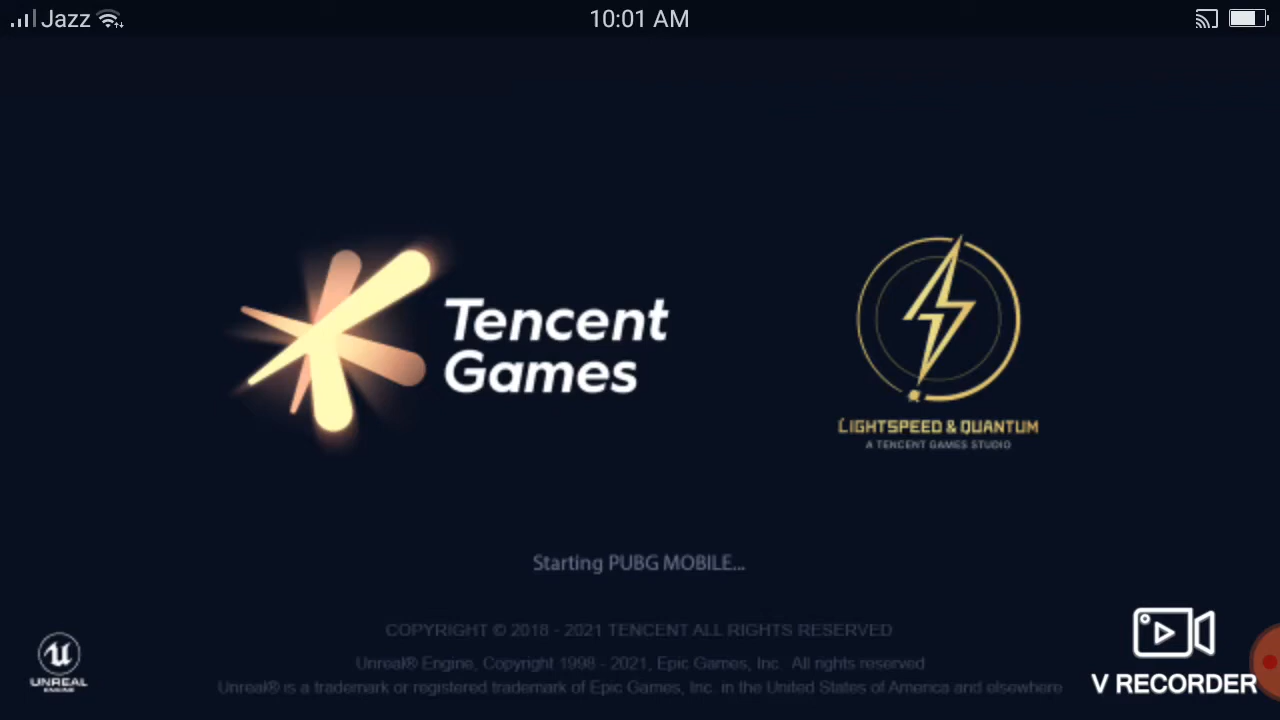 Jazz
10:01 AM
Tencent
Games
LIGHTSPEED & QUANTUM
A TENCENT GAMES STUDIO
Starting PUBG MOBILE...
COPYRIGHT © 2018 - 2021 TENCENT ALL RIGHTS RESERVED
Unreal® Engine, Copyright 1998 - 2021, Epic Games, Inc. All rights reserved
Unreal® is a trademark or registered trademark of Epic Games, Inc. in the United States of America and elsewhere
UNREAL
ENGINE
V RECORDER